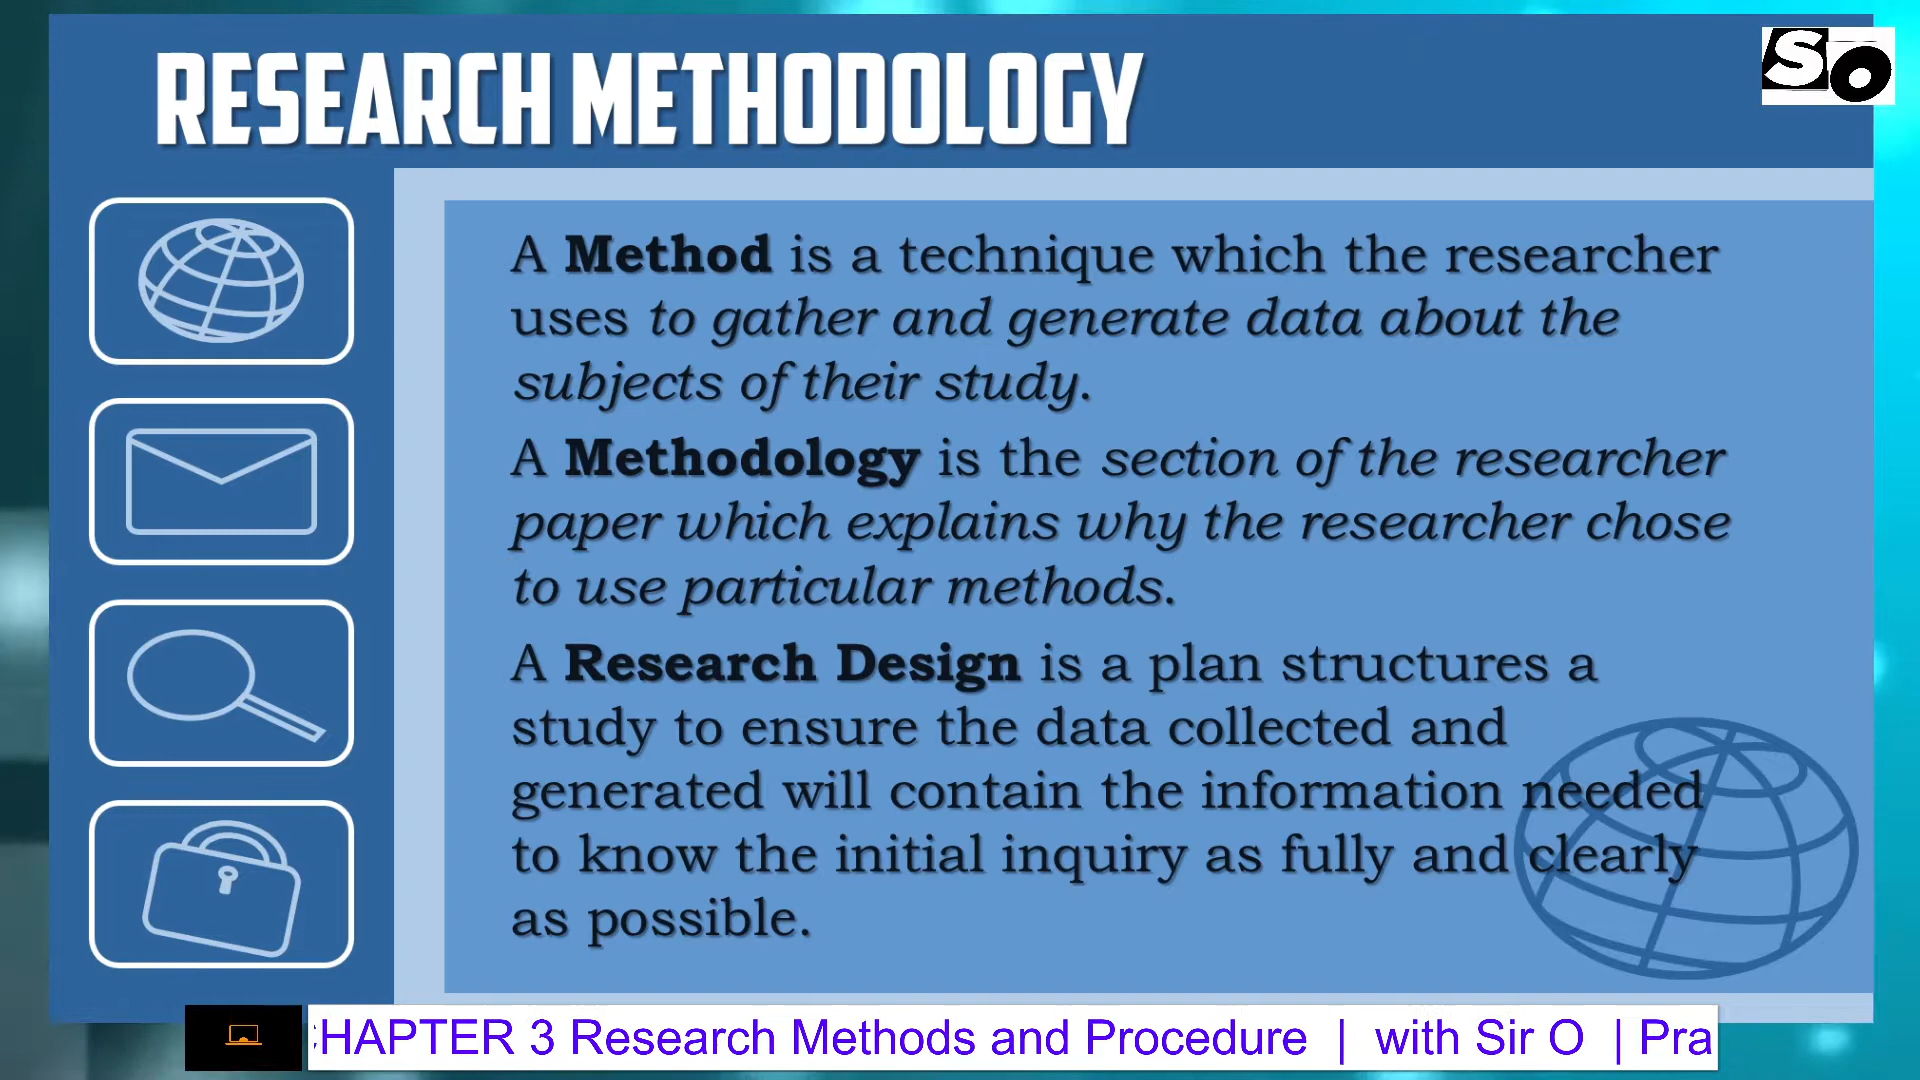 RESEARCH METHODOLOGY
SO
A Method is a technique which the researcher
uses to gather and generate data about the
subjects of their study.
A Methodology is the section of the researcher
paper which explains why the researcher chose
to use particular methods.
A Research Design is a plan structures a
study to ensure the data collected and
generated will contain the information needed
to know the initial inquiry as fully and clearly
as possible.
CHAPTER 3 Research Methods and Procedure | with Sir O | Pra